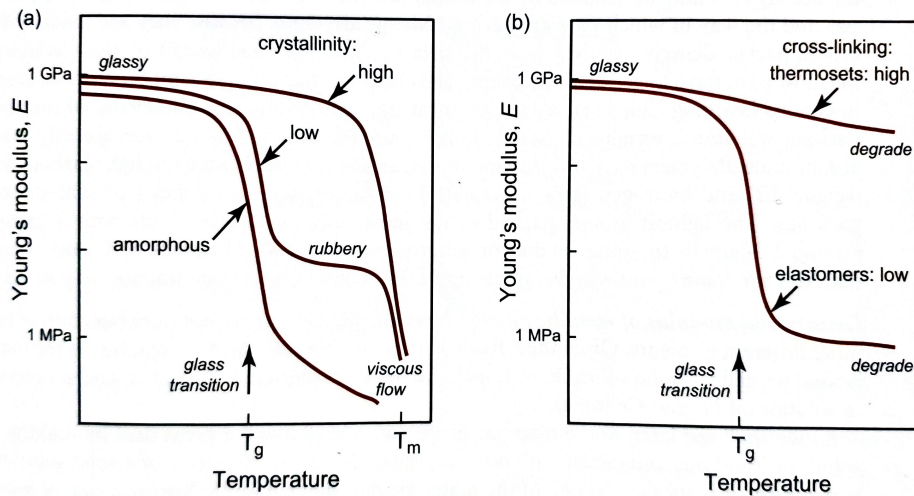 (a)
crystallinity:
glassy
high
1 GPa
low
amorphous
rubbery
1 MPa
glass
transition
viscous
flow
Tg
Tm
Young's modulus, E
Temperature
(b)
cross-linking:
thermosets: high
glassy
1 GPa
degrade
elastomers: low
1 MPa
degrade
glass
transition
Tg
Young's modulus, E
Temperature